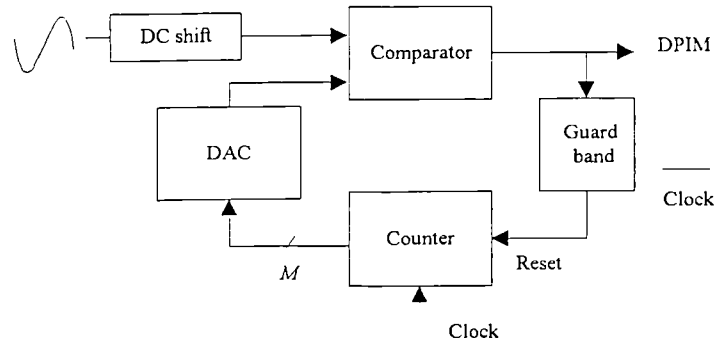 DC shift
Comparator
DPIM
DAC
Guard
band
Clock
Counter
Reset
M
Clock